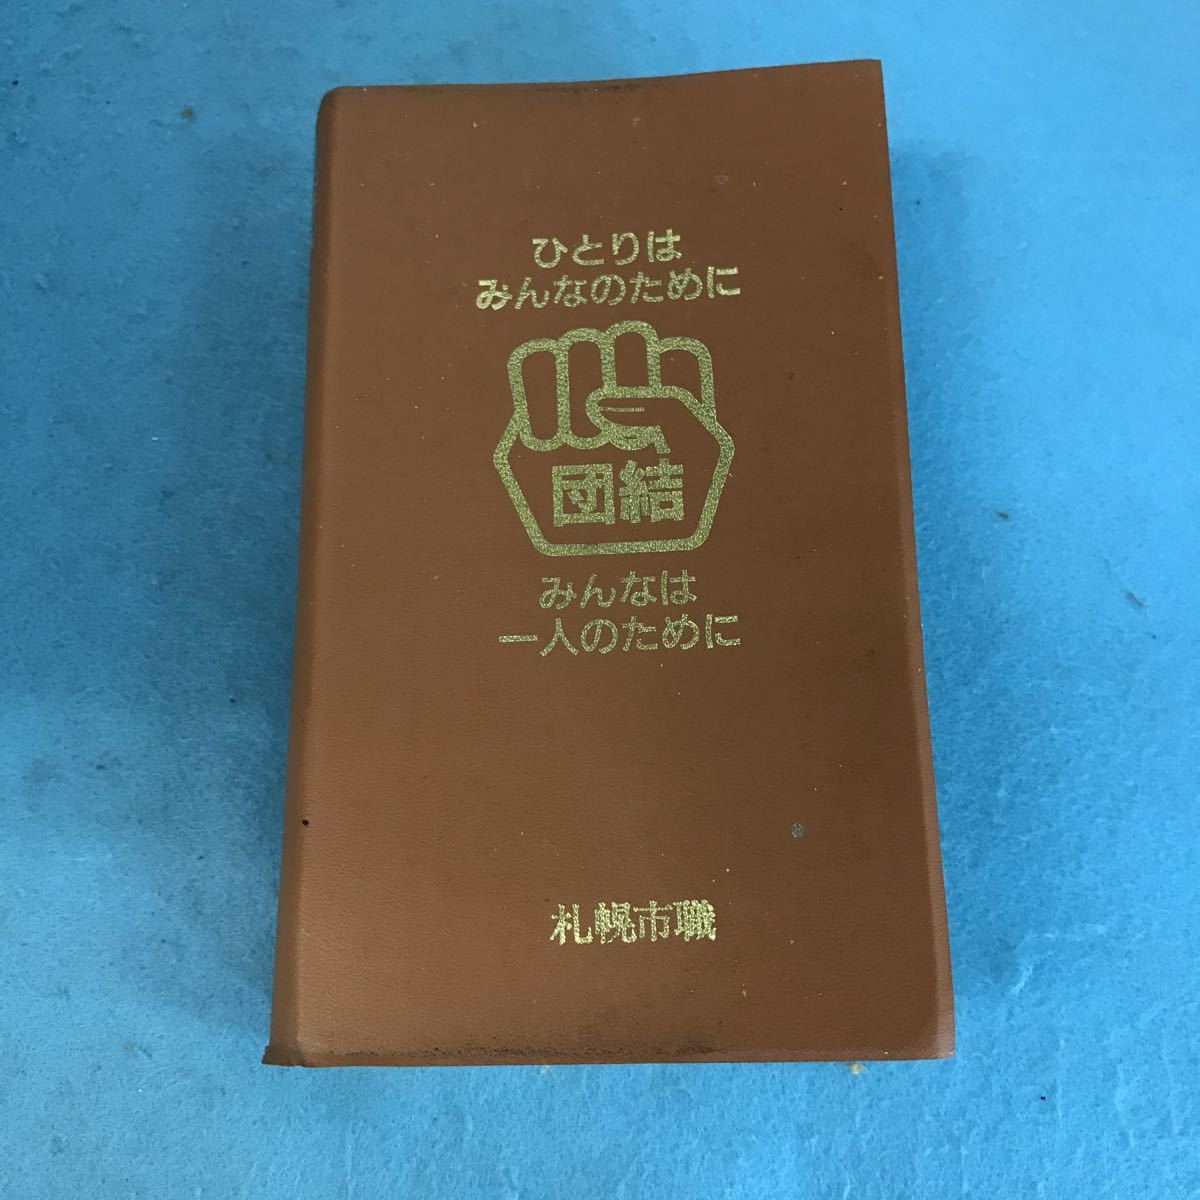 ひとりは
みんなのために
団結
みんなは
一人のために
札幌市職